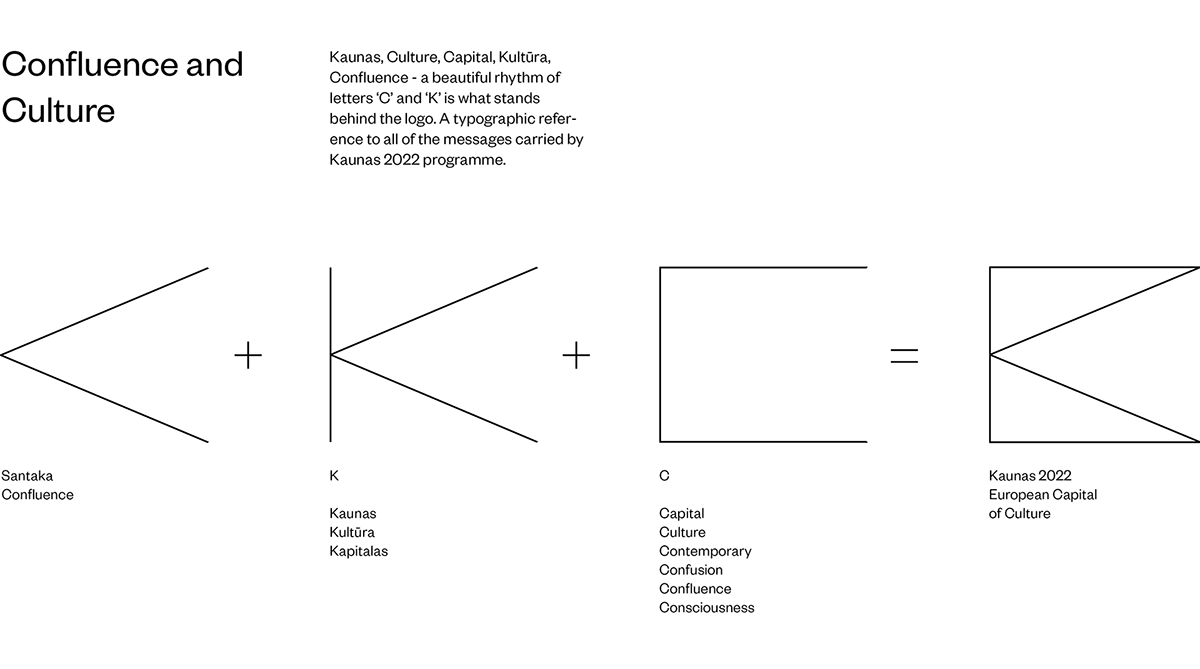 Confluence and
Culture
Kaunas, Culture, Capital, Kultūra,
Confluence - a beautiful rhythm of
letters ‘C’ and ‘K’ is what stands
behind the logo. A typographic refer-
ence to all of the messages carried by
Kaunas 2022 programme.
+
+
=
Santaka
Confluence
K
Kaunas
Kultūra
Kapitalas
C
Capital
Culture
Contemporary
Confusion
Confluence
Consciousness
Kaunas 2022
European Capital
of Culture